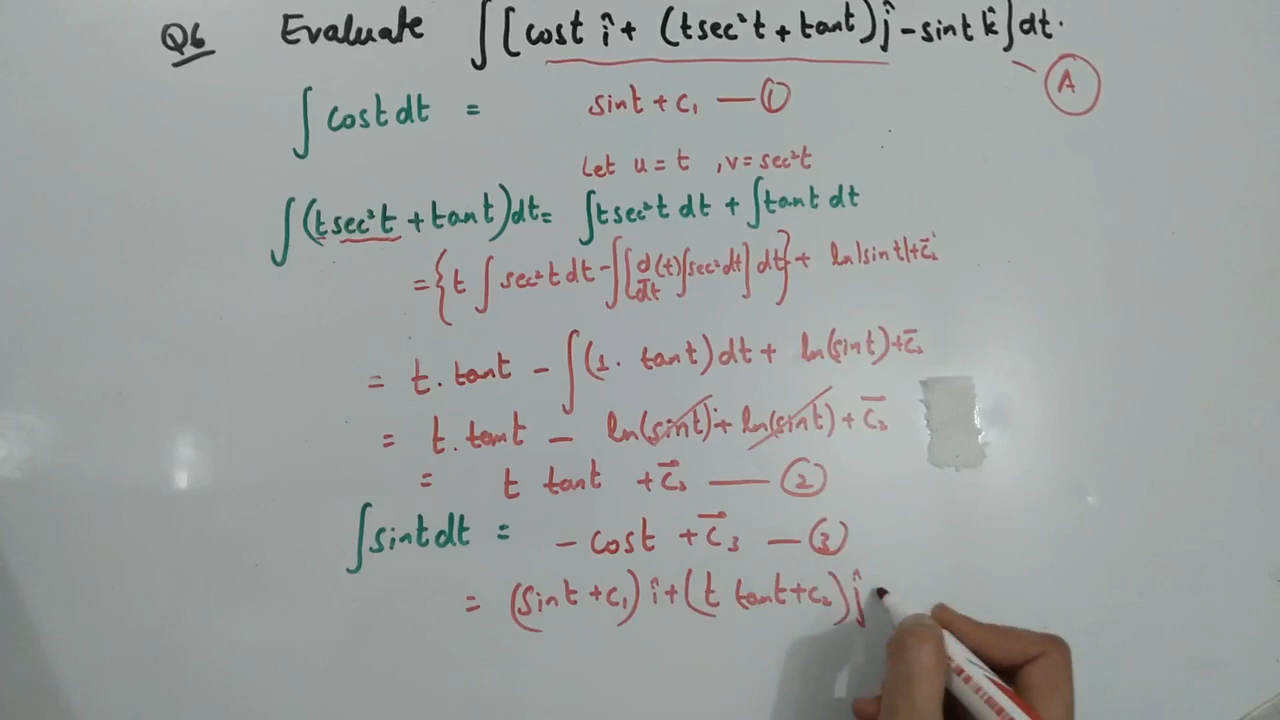 Q6 Evaluate ∫[cost î + (tsec²t + tant)ĵ - sint k̂]dt.
A
∫cost dt = sint + c₁ — ①
Let u = t , v = sec²t
∫(tsec²t + tant)dt = ∫tsec²t dt + ∫tant dt
= {t ∫sec²t dt - ∫[d/dt(t)∫sec²dt]dt} + ln|sint|+c̄₂
= t. tant - ∫(1. tant)dt + ln(sint)+c̄₂
= t. tant - ln(sint) + ln(sint) + c̄₂
= t tant + c⃗₂ — ②
∫sint dt = - cost + c⃗₃ — ③
= (sint + c₁) î + (t tant + c₂) ĵ